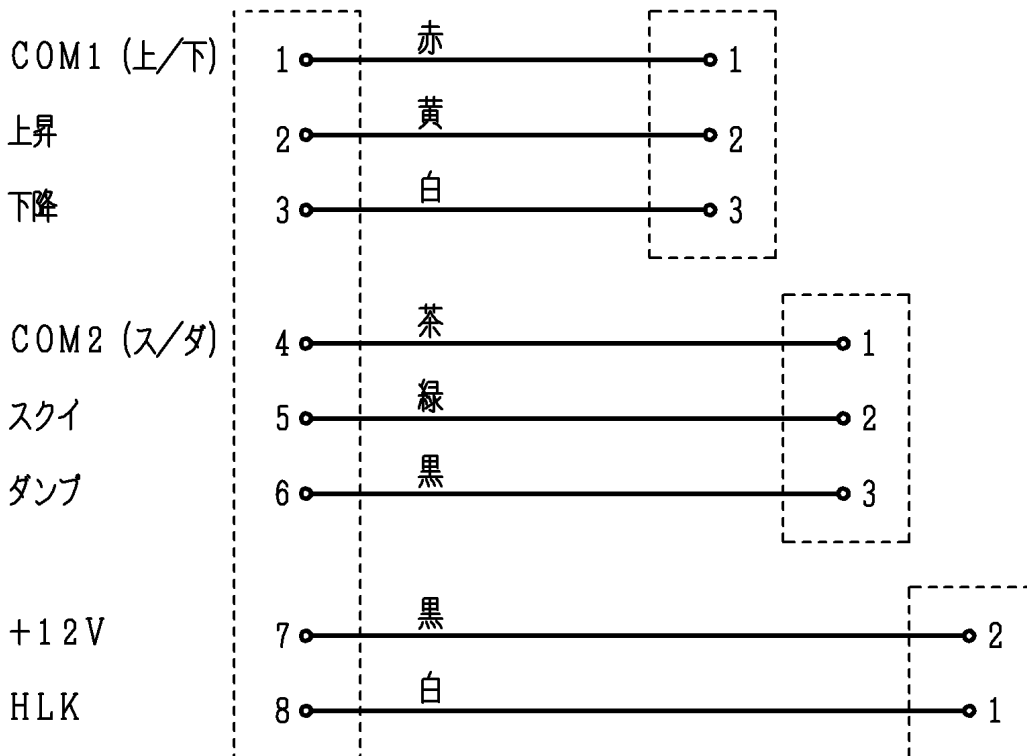 赤
COM1 (上/下) 1 1
黄
上昇 2 2
白
下降 3 3
茶
COM2 (ス/ダ) 4 1
緑
スクイ 5 2
黒
ダンプ 6 3
黒
+12V 7 2
白
HLK 8 1